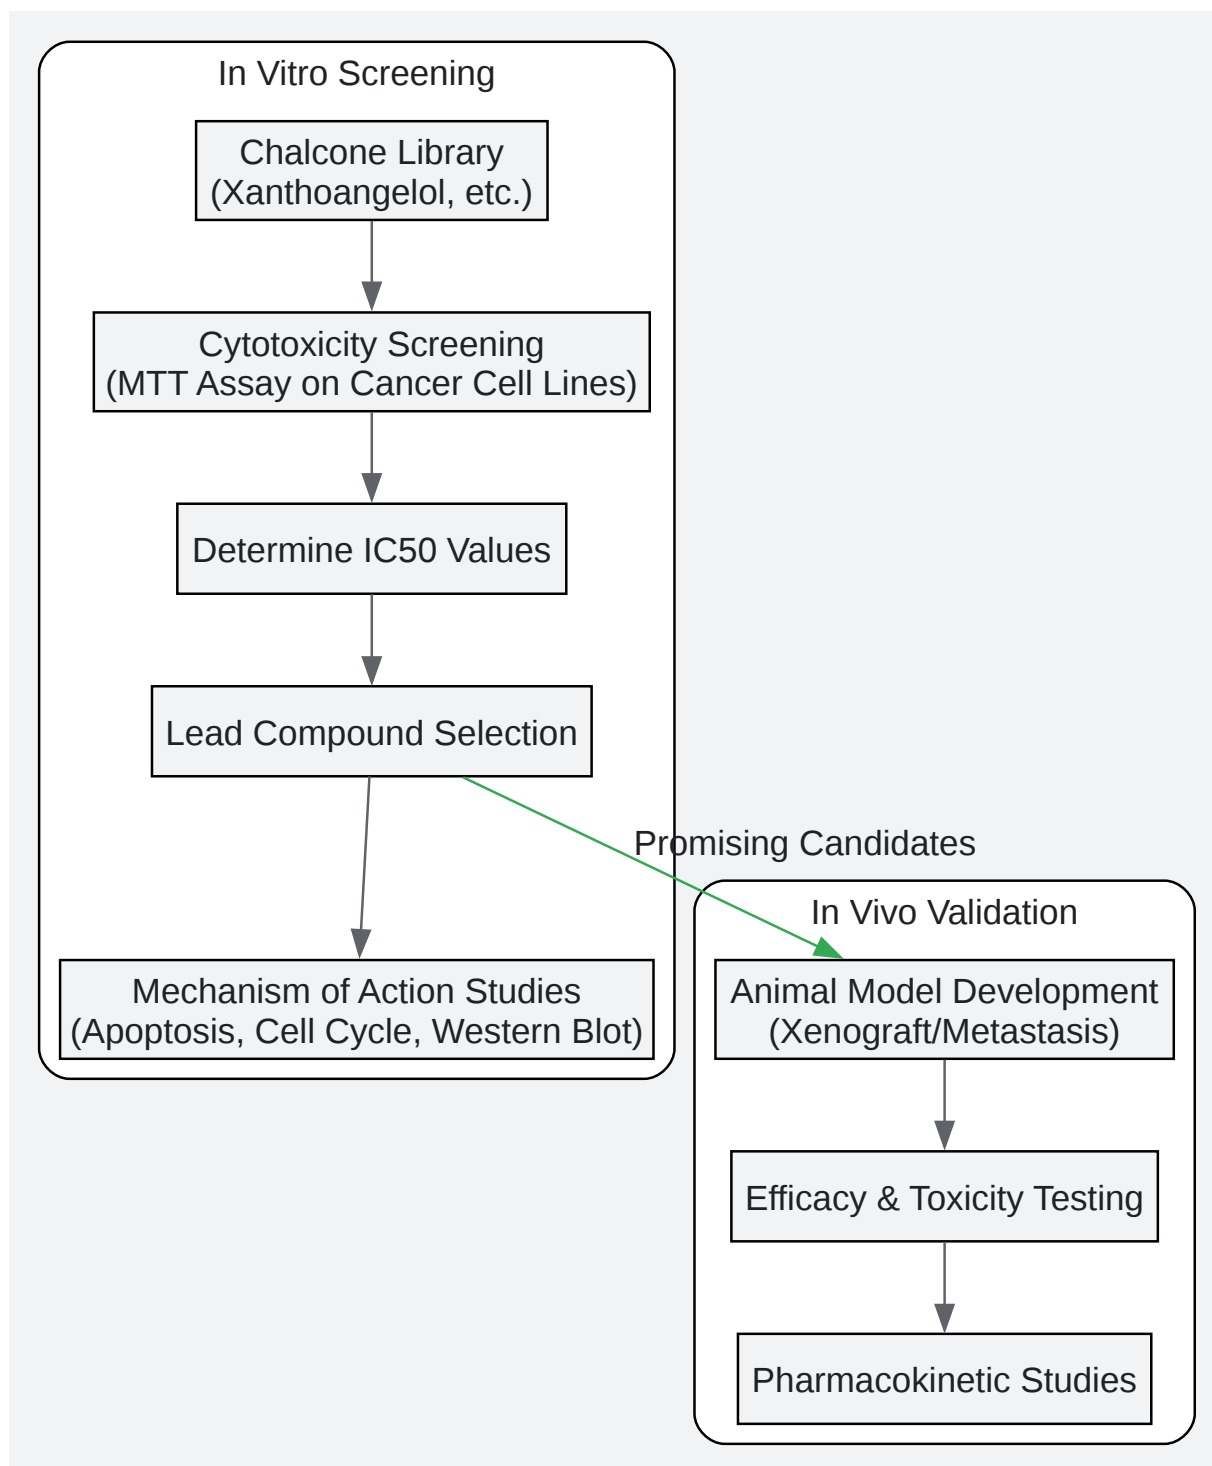 In Vitro Screening
Chalcone Library
(Xanthoangelol, etc.)
Cytotoxicity Screening
(MTT Assay on Cancer Cell Lines)
Determine IC50 Values
Lead Compound Selection
Promising Candidates
Mechanism of Action Studies
(Apoptosis, Cell Cycle, Western Blot)
In Vivo Validation
Animal Model Development
(Xenograft/Metastasis)
Efficacy & Toxicity Testing
Pharmacokinetic Studies